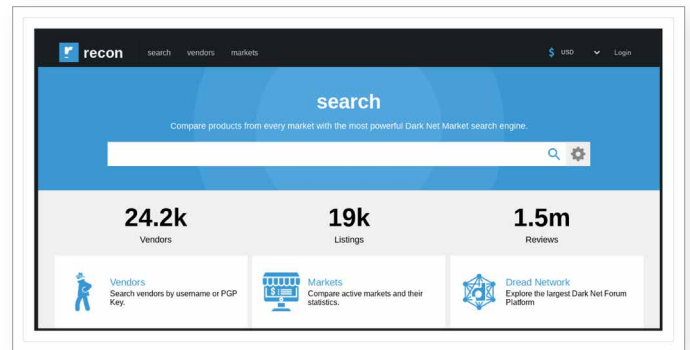 recon search vendors markets $ USD Login
search
Compare products from every market with the most powerful Dark Net Market search engine.
24.2k 19k 1.5m
Vendors Listings Reviews
Vendors
Search vendors by username or PGP
Key.
Markets
Compare active markets and their
statistics.
Dread Network
Explore the largest Dark Net Forum
Platform